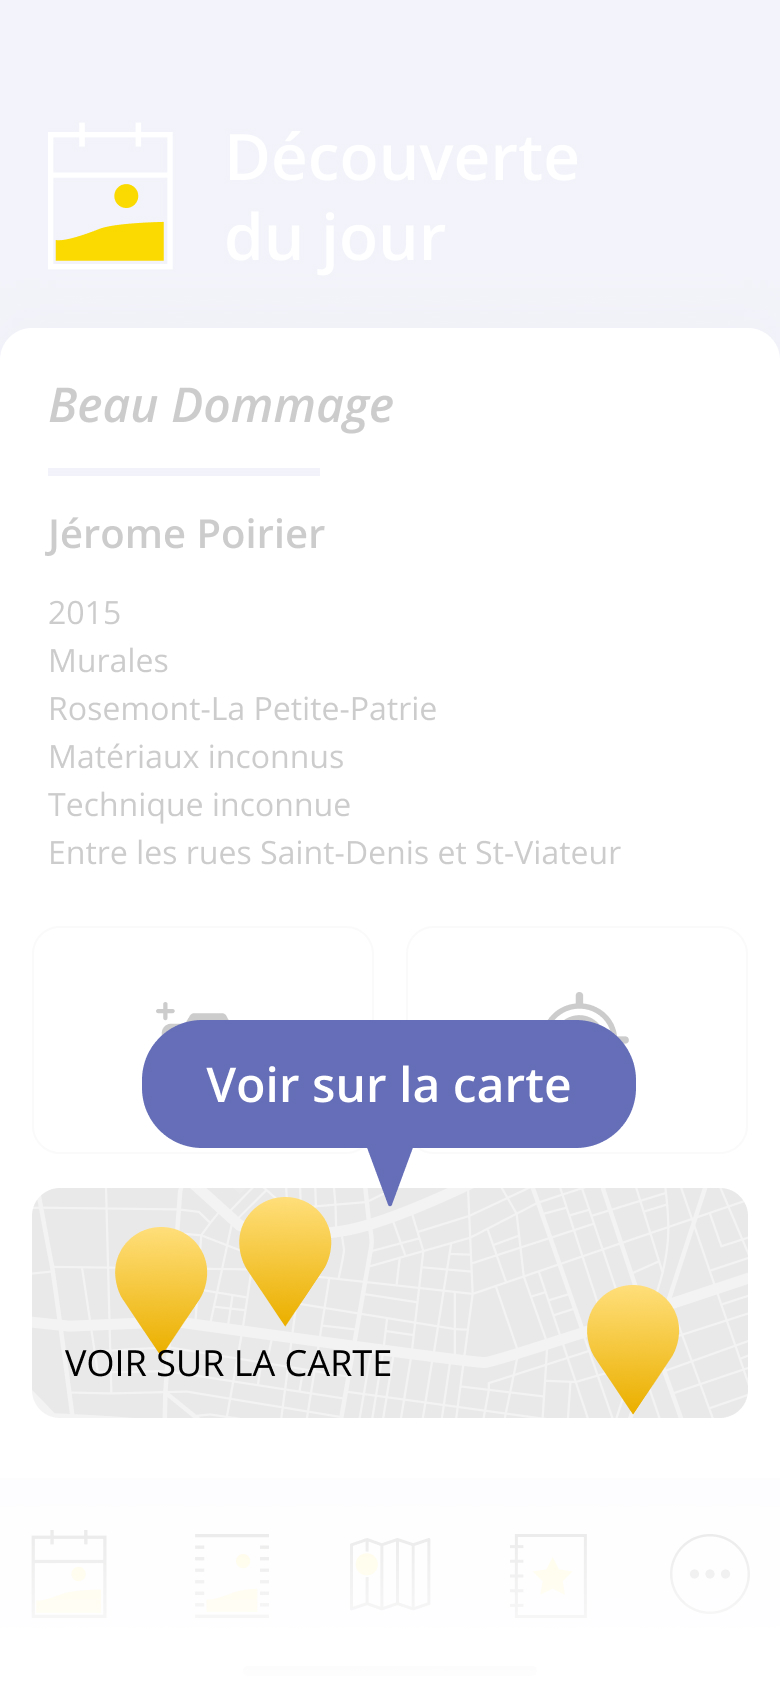 Découverte
du jour
Beau Dommage
Jérome Poirier
2015
Murales
Rosemont-La Petite-Patrie
Matériaux inconnus
Technique inconnue
Entre les rues Saint-Denis et St-Viateur
Voir sur la carte
VOIR SUR LA CARTE